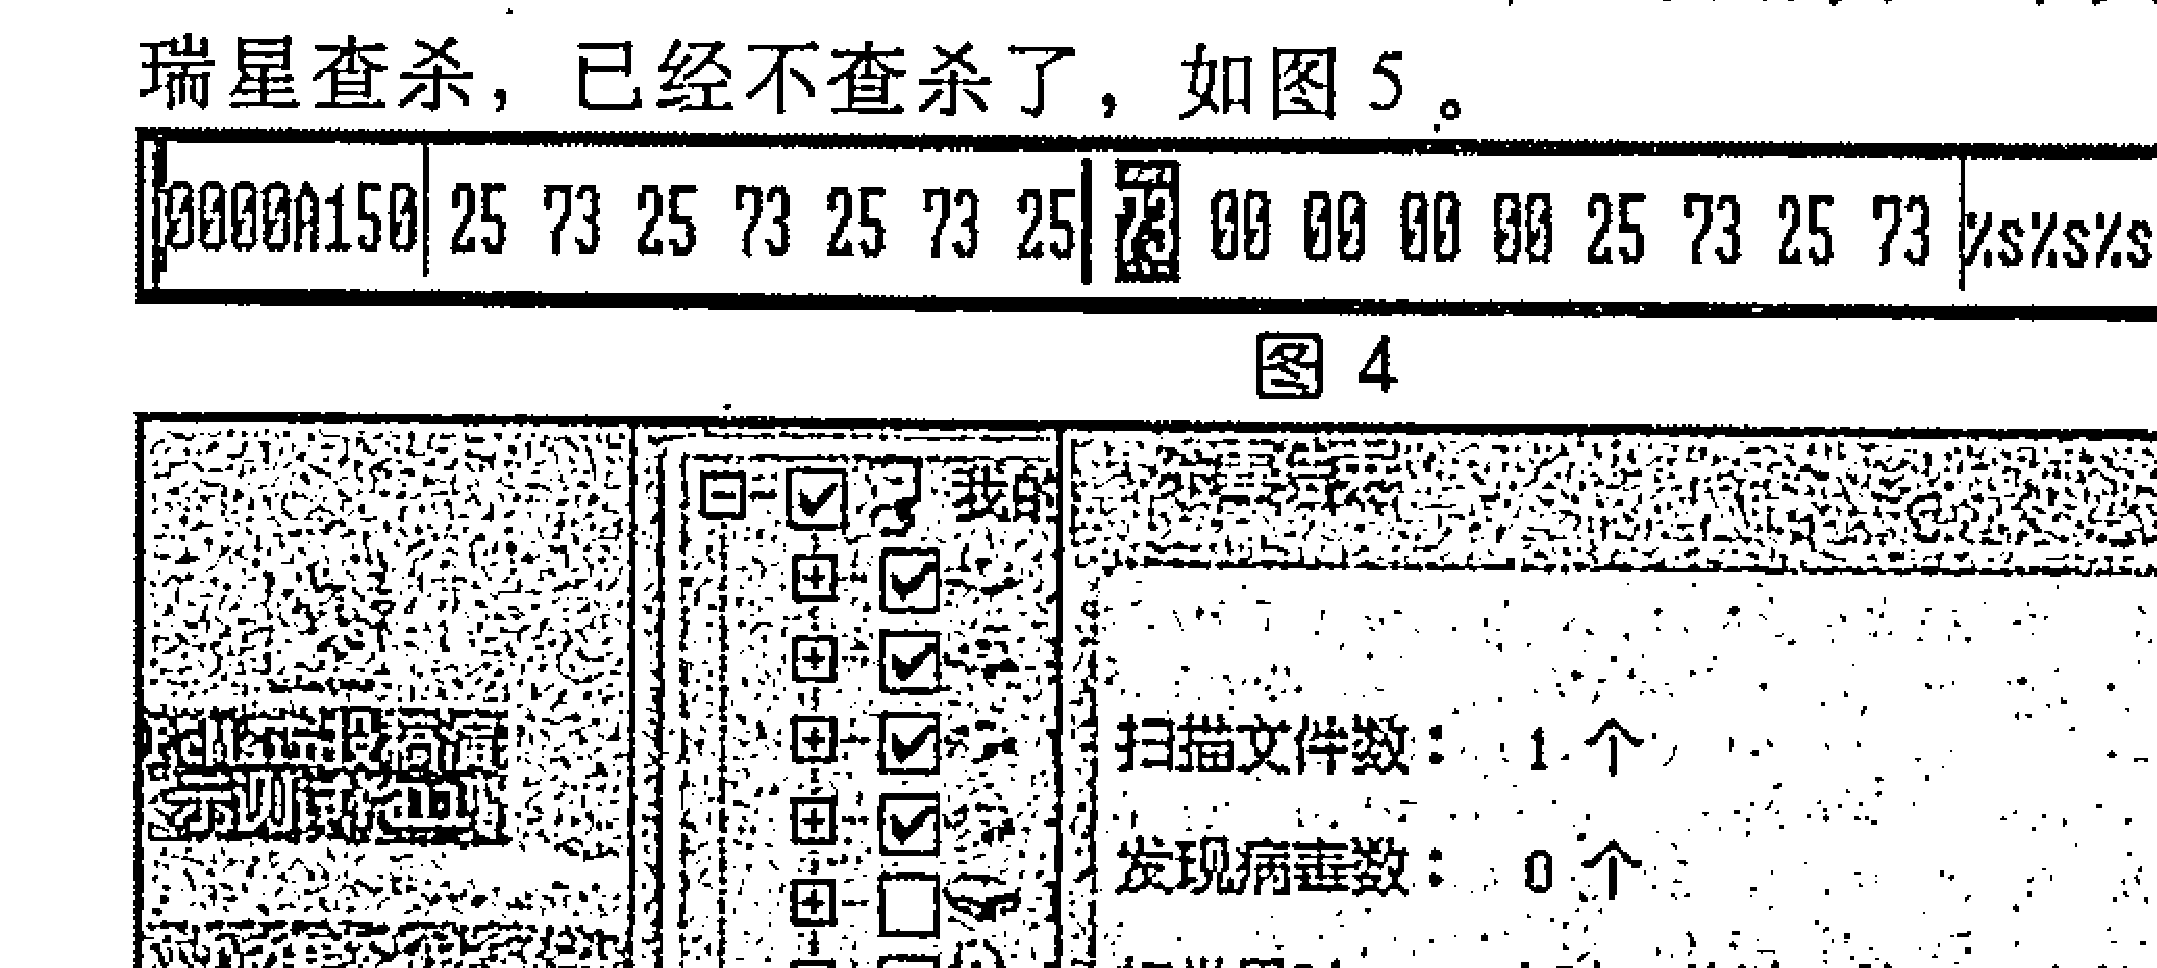 瑞星查杀，已经不查杀了，如图 5 。
0000A150 25 73 25 73 25 73 25 73 00 00 00 00 25 73 25 73 %s%s%s
图 4
我的
扫描文件数： 1 个
发现病毒数： 0 个